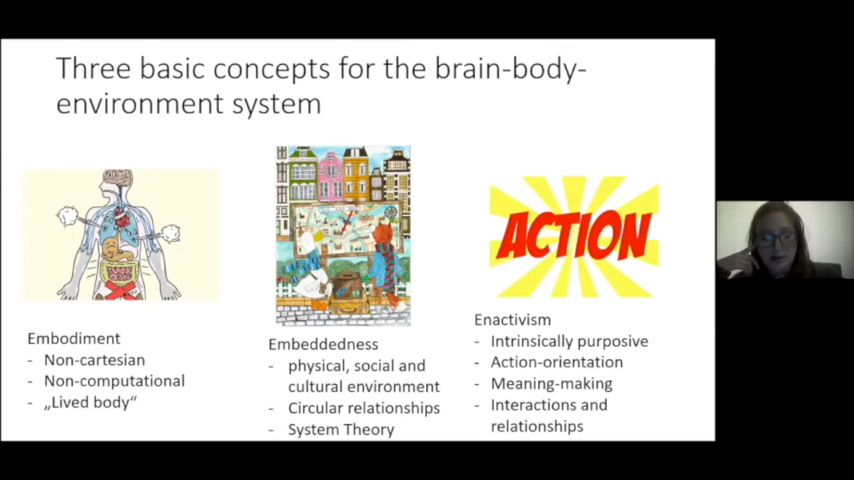 Three basic concepts for the brain-body-
environment system
ACTION
Embodiment
- Non-cartesian
- Non-computational
- „Lived body“
Embeddedness
- physical, social and
cultural environment
- Circular relationships
- System Theory
Enactivism
- Intrinsically purposive
- Action-orientation
- Meaning-making
- Interactions and
relationships